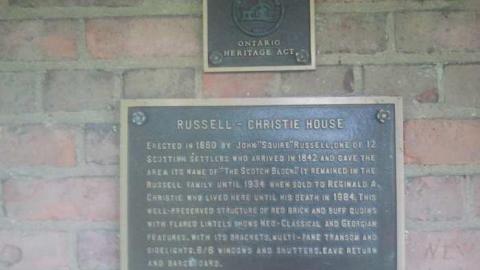 ONTARIO
HERITAGE ACT
RUSSELL - CHRISTIE HOUSE
ERECTED IN 1860 BY JOHN "SQUIRE" RUSSELL, ONE OF 12
SCOTTISH SETTLERS WHO ARRIVED IN 1842 AND GAVE THE
AREA ITS NAME OF "THE SCOTCH BLOCK". IT REMAINED IN THE
RUSSELL FAMILY UNTIL 1934 WHEN SOLD TO REGINALD A.
CHRISTIE WHO LIVED HERE UNTIL HIS DEATH IN 1984. THIS
WELL-PRESERVED STRUCTURE OF RED BRICK AND BUFF QUOINS
WITH FLARED LINTELS SHOWS NEO-CLASSICAL AND GEORGIAN
FEATURES, WITH ITS BRACKETS, MULTI-PANE TRANSOM AND
SIDELIGHTS, 6/6 WINDOWS AND SHUTTERS, EAVE RETURN
AND BARGEBOARD.